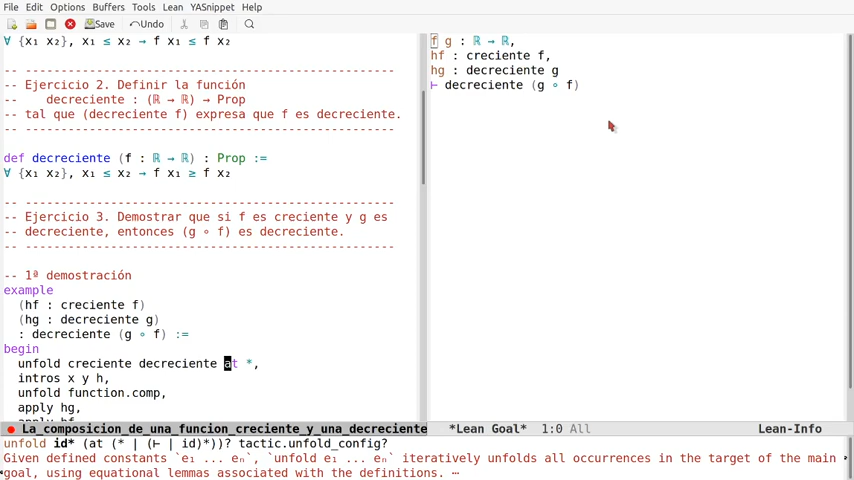 File Edit Options Buffers Tools Lean YASnippet Help
Save Undo
∀ {x₁ x₂}, x₁ ≤ x₂ → f x₁ ≤ f x₂
-- ---------------------------------------------------
-- Ejercicio 2. Definir la función
--    decreciente : (ℝ → ℝ) → Prop
-- tal que (decreciente f) expresa que f es decreciente.
-- ---------------------------------------------------
def decreciente (f : ℝ → ℝ) : Prop :=
∀ {x₁ x₂}, x₁ ≤ x₂ → f x₁ ≥ f x₂
-- ---------------------------------------------------
-- Ejercicio 3. Demostrar que si f es creciente y g es
-- decreciente, entonces (g ∘ f) es decreciente.
-- ---------------------------------------------------
-- 1ª demostración
example
  (hf : creciente f)
  (hg : decreciente g)
  : decreciente (g ∘ f) :=
begin
  unfold creciente decreciente at *,
  intros x y h,
  unfold function.comp,
  apply hg,
  apply hf,
f g : ℝ → ℝ,
hf : creciente f,
hg : decreciente g
⊢ decreciente (g ∘ f)
La_composicion_de_una_funcion_creciente_y_una_decreciente
*Lean Goal* 1:0 All Lean-Info
unfold id* (at (* | (⊢ | id)*))? tactic.unfold_config?
Given defined constants `e₁ ... eₙ`, `unfold e₁ ... eₙ` iteratively unfolds all occurrences in the target of the main
goal, using equational lemmas associated with the definitions. ⋯